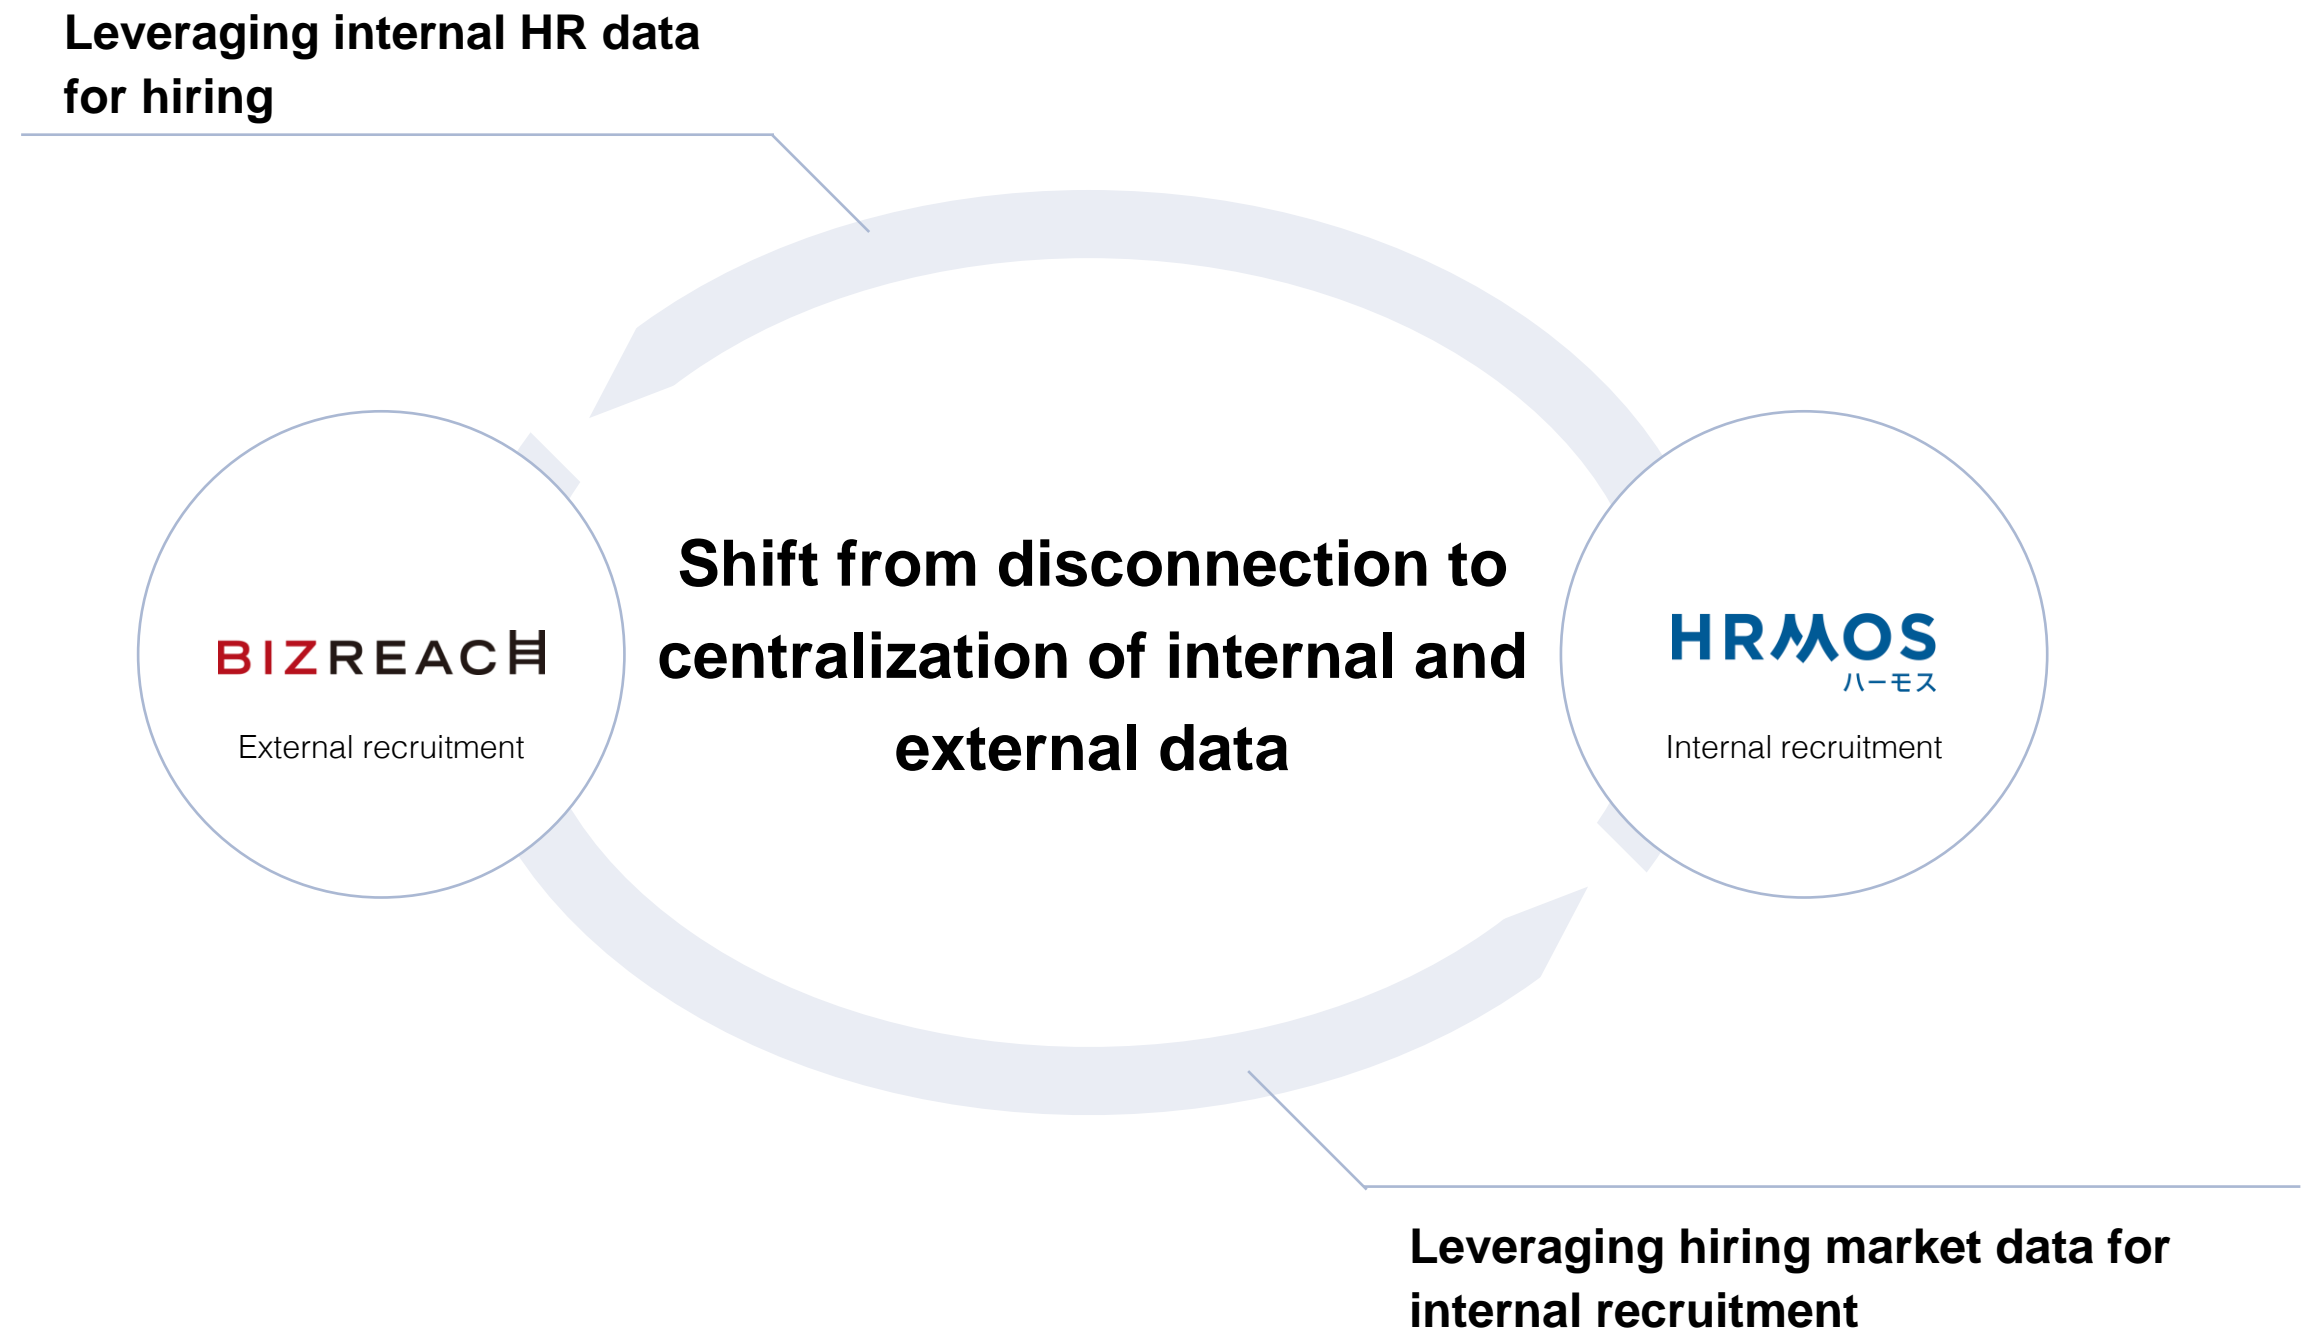 Leveraging internal HR data
for hiring
Shift from disconnection to
centralization of internal and
external data
BIZREACH
External recruitment
HRMOS
ハーモス
Internal recruitment
Leveraging hiring market data for
internal recruitment